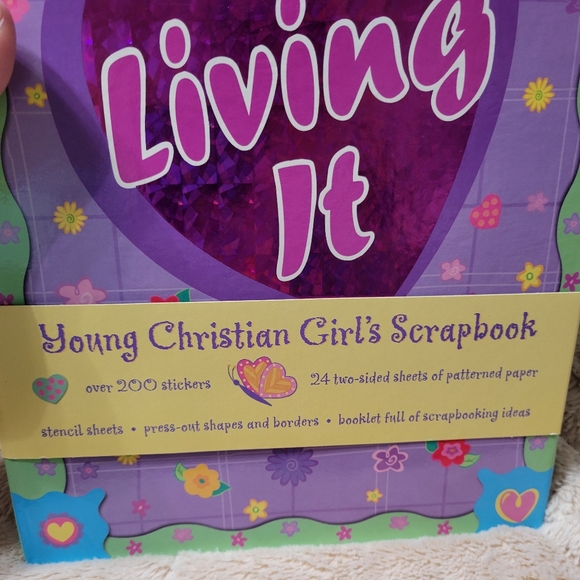 Living
It
Young Christian Girl's Scrapbook
over 200 stickers 24 two-sided sheets of patterned paper
stencil sheets • press-out shapes and borders • booklet full of scrapbooking ideas